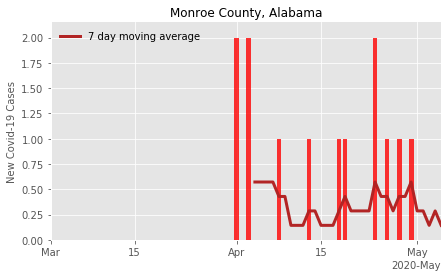 Monroe County, Alabama
7 day moving average
New Covid-19 Cases
2.00
1.75
1.50
1.25
1.00
0.75
0.50
0.25
0.00
Mar
15
Apr
15
May
2020-May